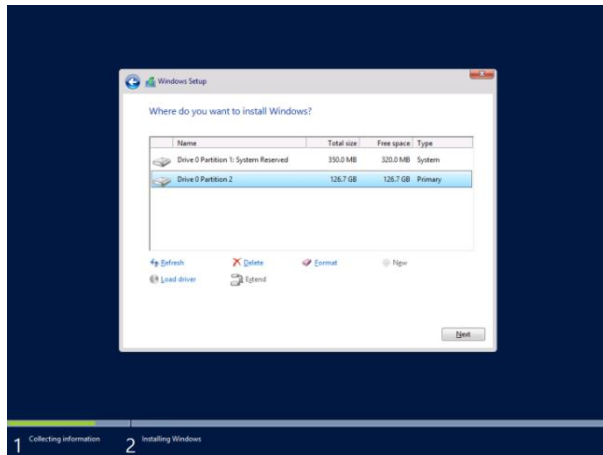 Windows Setup
Where do you want to install Windows?
Name Total size Free space Type
Drive 0 Partition 1: System Reserved 350.0 MB 320.0 MB System
Drive 0 Partition 2 126.7 GB 126.7 GB Primary
Refresh Delete Format New
Load driver Extend
Next
1 Collecting information 2 Installing Windows